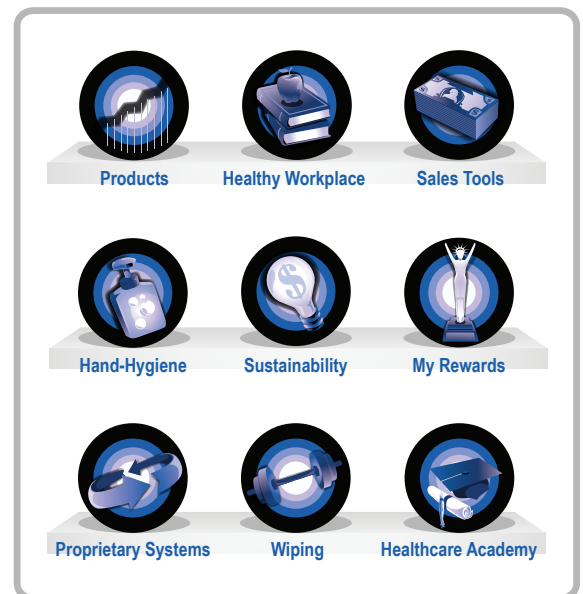 Products
Healthy Workplace
Sales Tools
Hand-Hygiene
Sustainability
My Rewards
Proprietary Systems
Wiping
Healthcare Academy